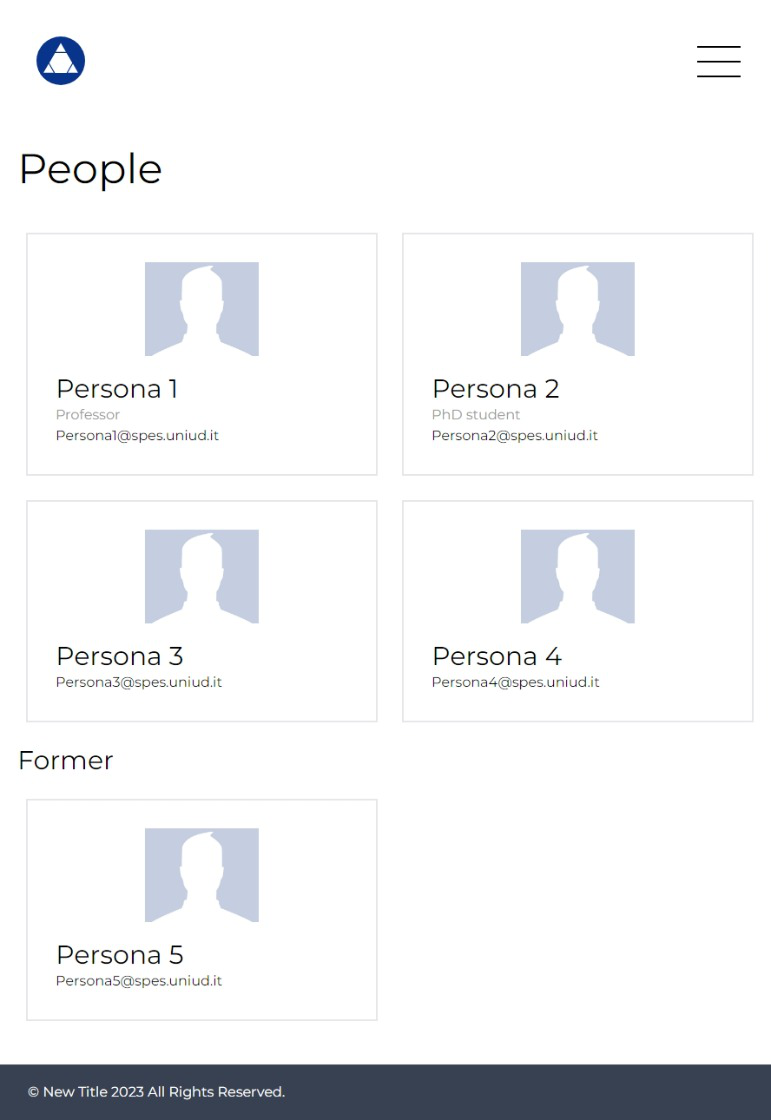 People
Persona 1
Professor
Persona1@spes.uniud.it
Persona 2
PhD student
Persona2@spes.uniud.it
Persona 3
Persona3@spes.uniud.it
Persona 4
Persona4@spes.uniud.it
Former
Persona 5
Persona5@spes.uniud.it
© New Title 2023 All Rights Reserved.